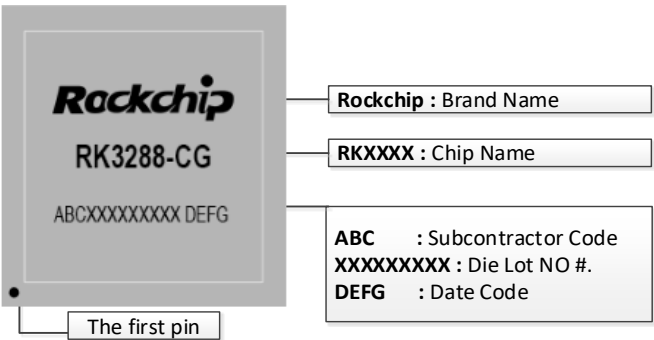 Rockchip
RK3288-CG
ABCXXXXXXXXX DEFG
Rockchip : Brand Name
RKXXXX : Chip Name
ABC : Subcontractor Code
XXXXXXXXX : Die Lot NO #.
DEFG : Date Code
The first pin